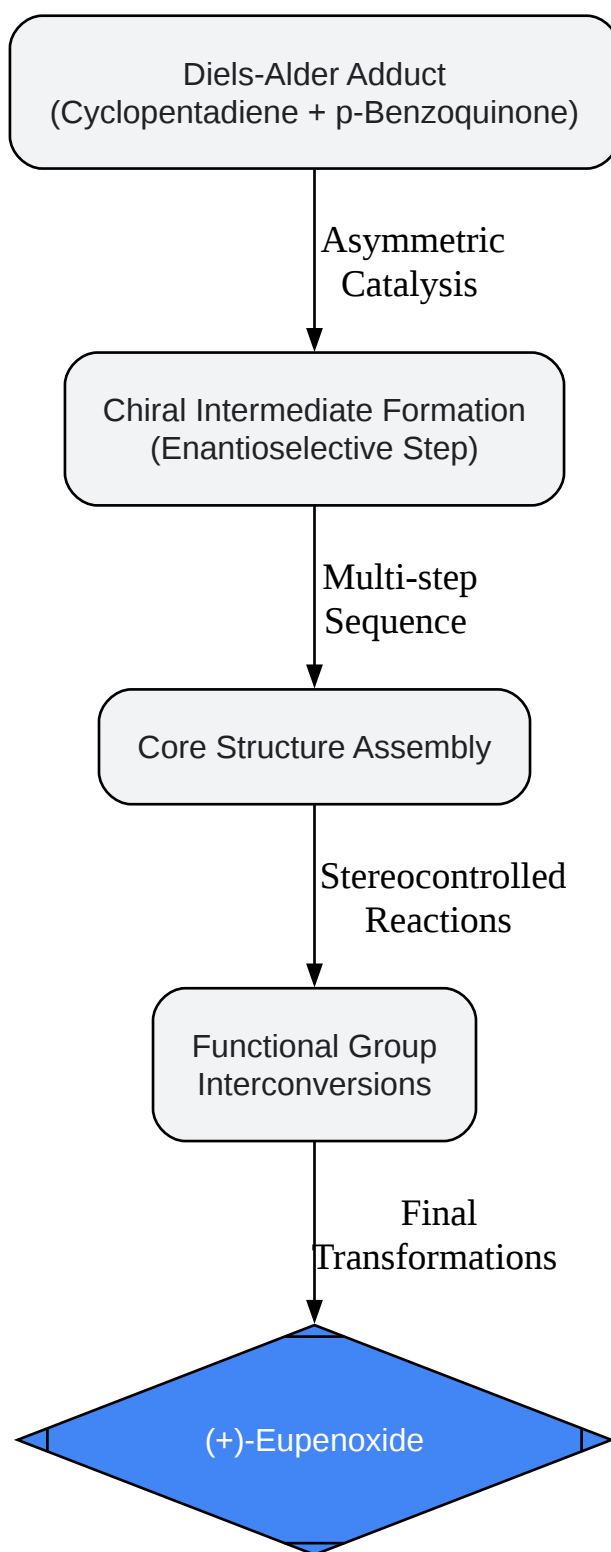 Diels-Alder Adduct
(Cyclopentadiene + p-Benzoquinone)
Asymmetric
Catalysis
Chiral Intermediate Formation
(Enantioselective Step)
Multi-step
Sequence
Core Structure Assembly
Stereocontrolled
Reactions
Functional Group
Interconversions
Final
Transformations
(+)-Eupenoxide